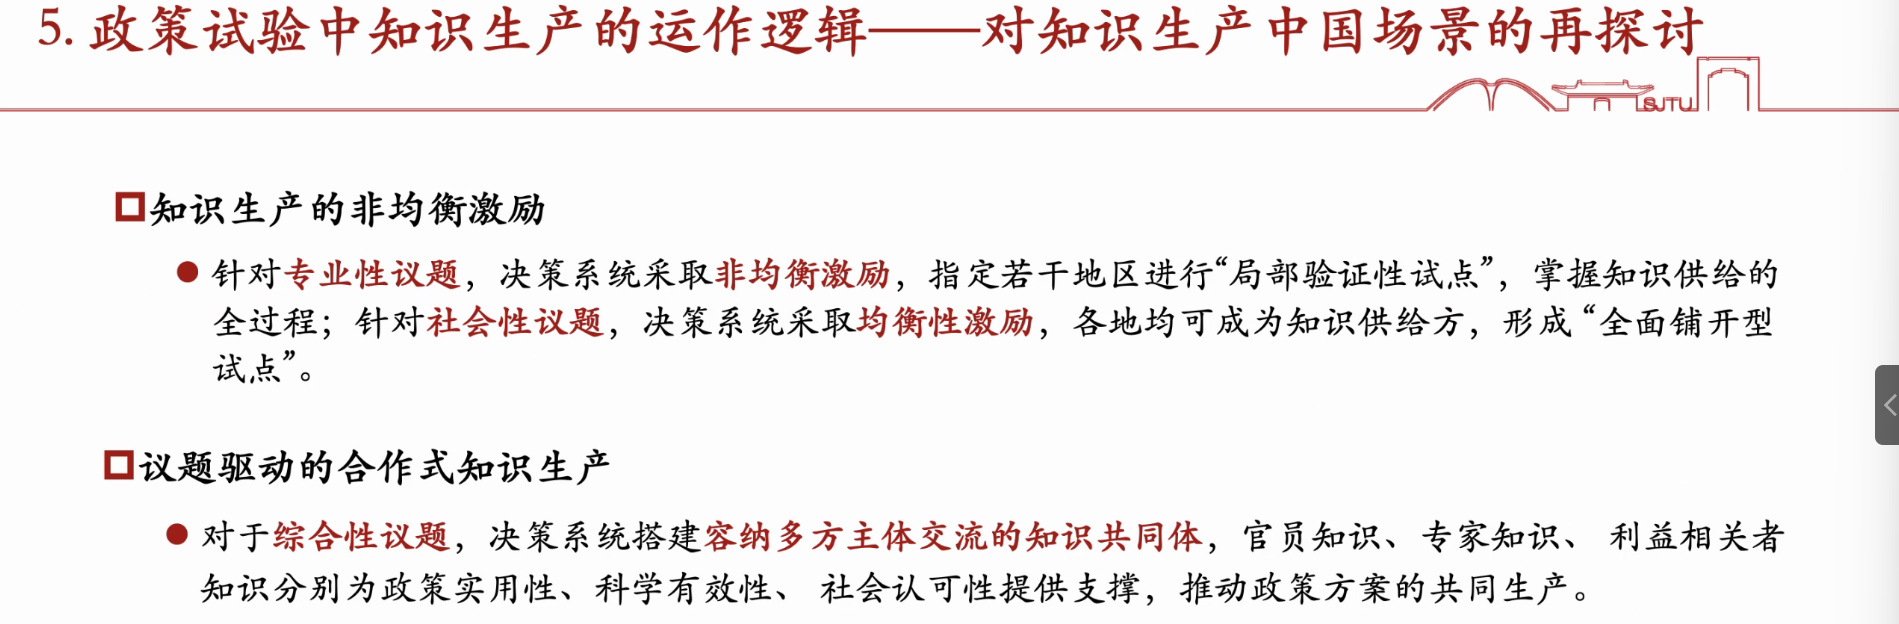 5. 政策试验中知识生产的运作逻辑——对知识生产中国场景的再探讨
SJTU
知识生产的非均衡激励
针对专业性议题，决策系统采取非均衡激励，指定若干地区进行“局部验证性试点”，掌握知识供给的
全过程；针对社会性议题，决策系统采取均衡性激励，各地均可成为知识供给方，形成 “全面铺开型
试点”。
议题驱动的合作式知识生产
对于综合性议题，决策系统搭建容纳多方主体交流的知识共同体，官员知识、专家知识、 利益相关者
知识分别为政策实用性、科学有效性、 社会认可性提供支撑，推动政策方案的共同生产。